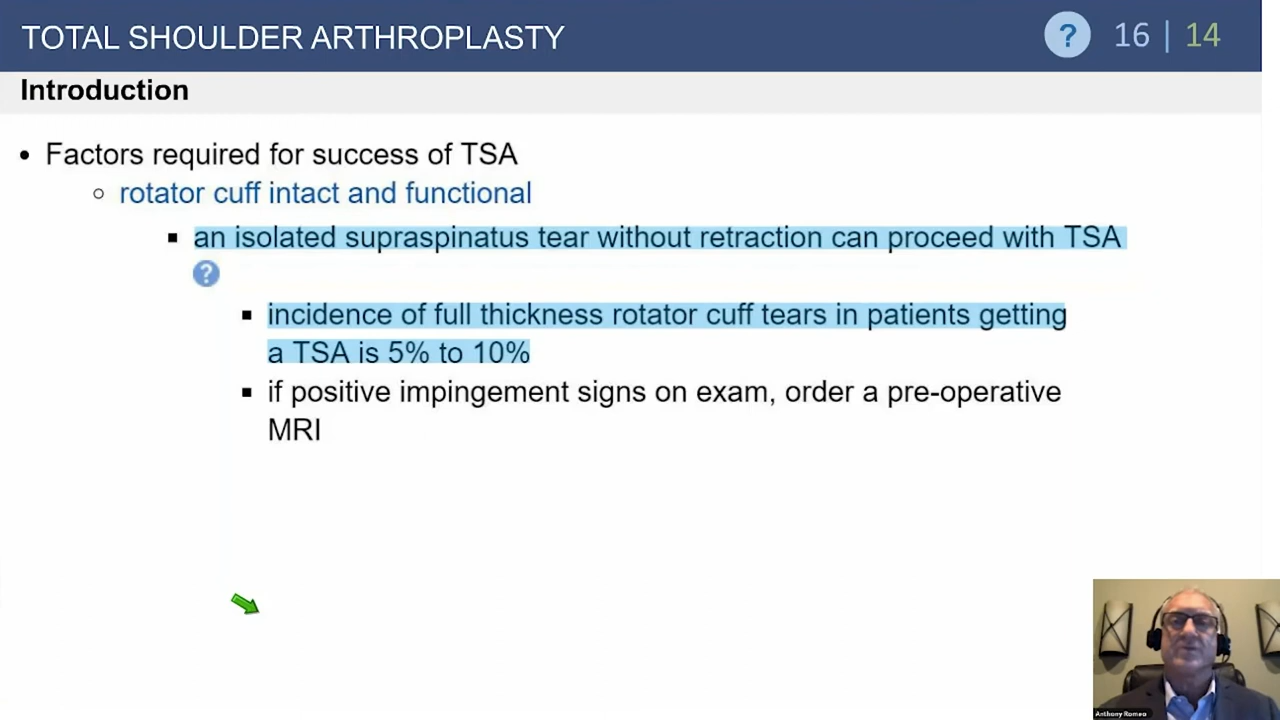 TOTAL SHOULDER ARTHROPLASTY
? 16 | 14
Introduction
• Factors required for success of TSA
○ rotator cuff intact and functional
▪ an isolated supraspinatus tear without retraction can proceed with TSA
?
▪ incidence of full thickness rotator cuff tears in patients getting
a TSA is 5% to 10%
▪ if positive impingement signs on exam, order a pre-operative
MRI
Anthony Romeo